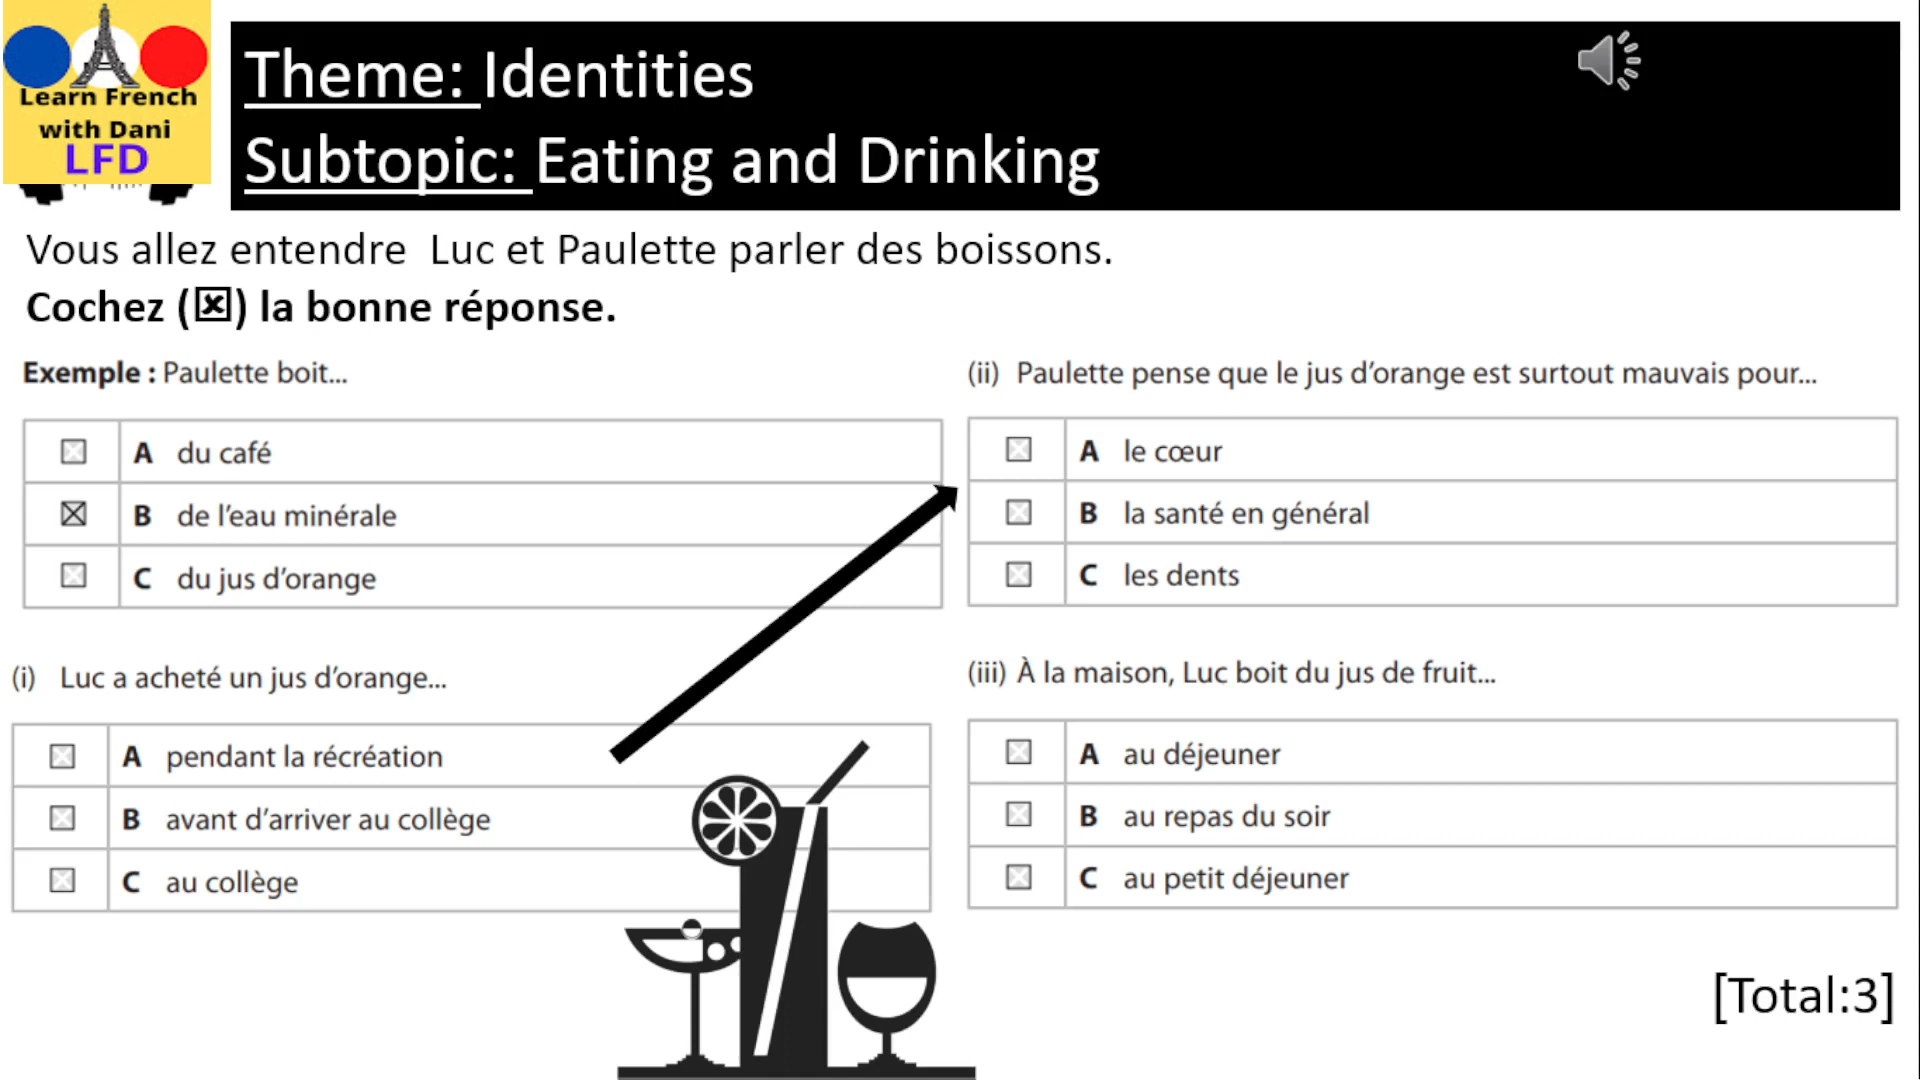 Learn French
with Dani
LFD
Theme: Identities
Subtopic: Eating and Drinking
Vous allez entendre Luc et Paulette parler des boissons.
Cochez (☒) la bonne réponse.
Exemple : Paulette boit...
A du café
B de l'eau minérale
C du jus d'orange
(i) Luc a acheté un jus d'orange...
A pendant la récréation
B avant d'arriver au collège
C au collège
(ii) Paulette pense que le jus d'orange est surtout mauvais pour...
A le cœur
B la santé en général
C les dents
(iii) À la maison, Luc boit du jus de fruit...
A au déjeuner
B au repas du soir
C au petit déjeuner
[Total:3]